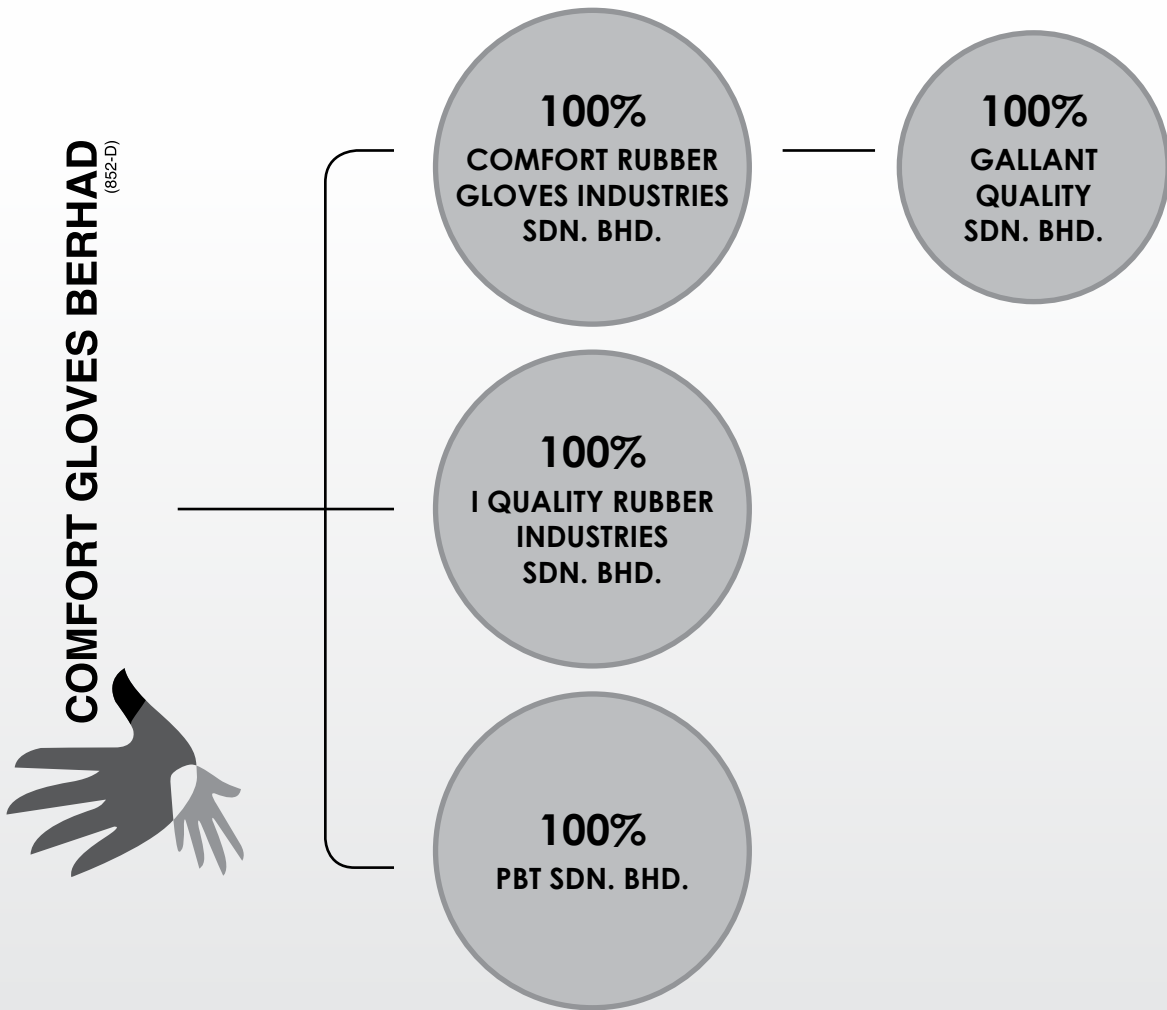 COMFORT GLOVES BERHAD
(852-D)
100%
COMFORT RUBBER
GLOVES INDUSTRIES
SDN. BHD.
100%
GALLANT
QUALITY
SDN. BHD.
100%
I QUALITY RUBBER
INDUSTRIES
SDN. BHD.
100%
PBT SDN. BHD.